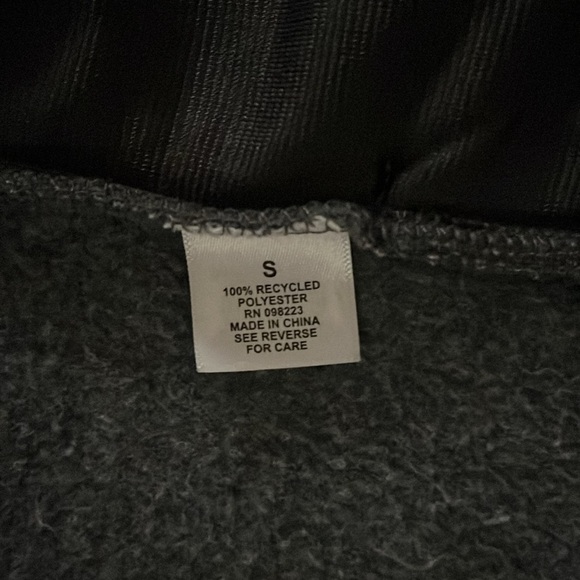 S
100% RECYCLED
POLYESTER
RN 098223
MADE IN CHINA
SEE REVERSE
FOR CARE